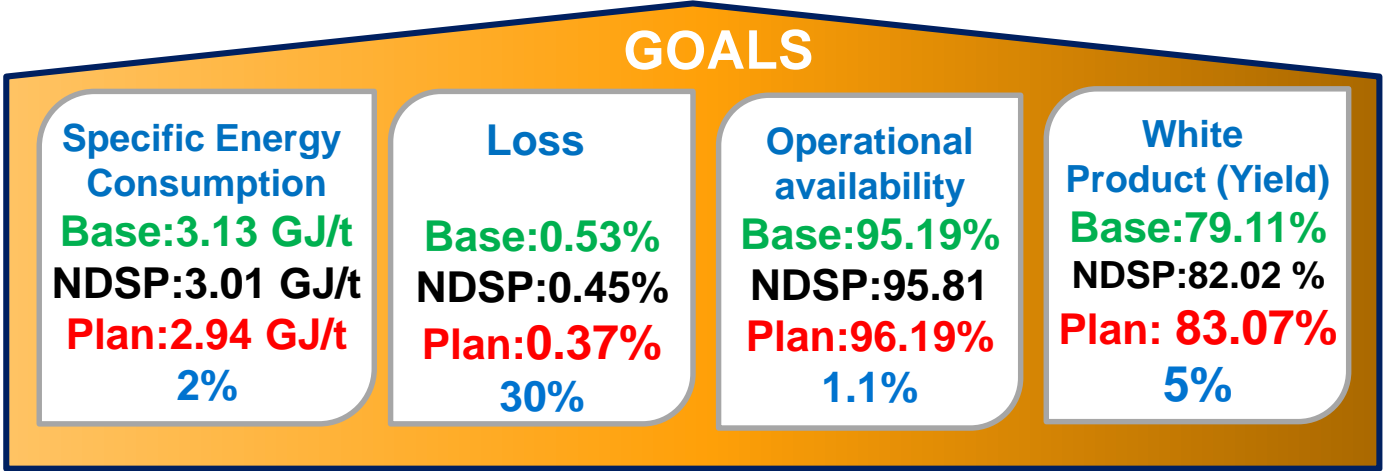 GOALS
Specific Energy
Consumption
Base:3.13 GJ/t
NDSP:3.01 GJ/t
Plan:2.94 GJ/t
2%
Loss
Base:0.53%
NDSP:0.45%
Plan:0.37%
30%
Operational
availability
Base:95.19%
NDSP:95.81
Plan:96.19%
1.1%
White
Product (Yield)
Base:79.11%
NDSP:82.02 %
Plan: 83.07%
5%